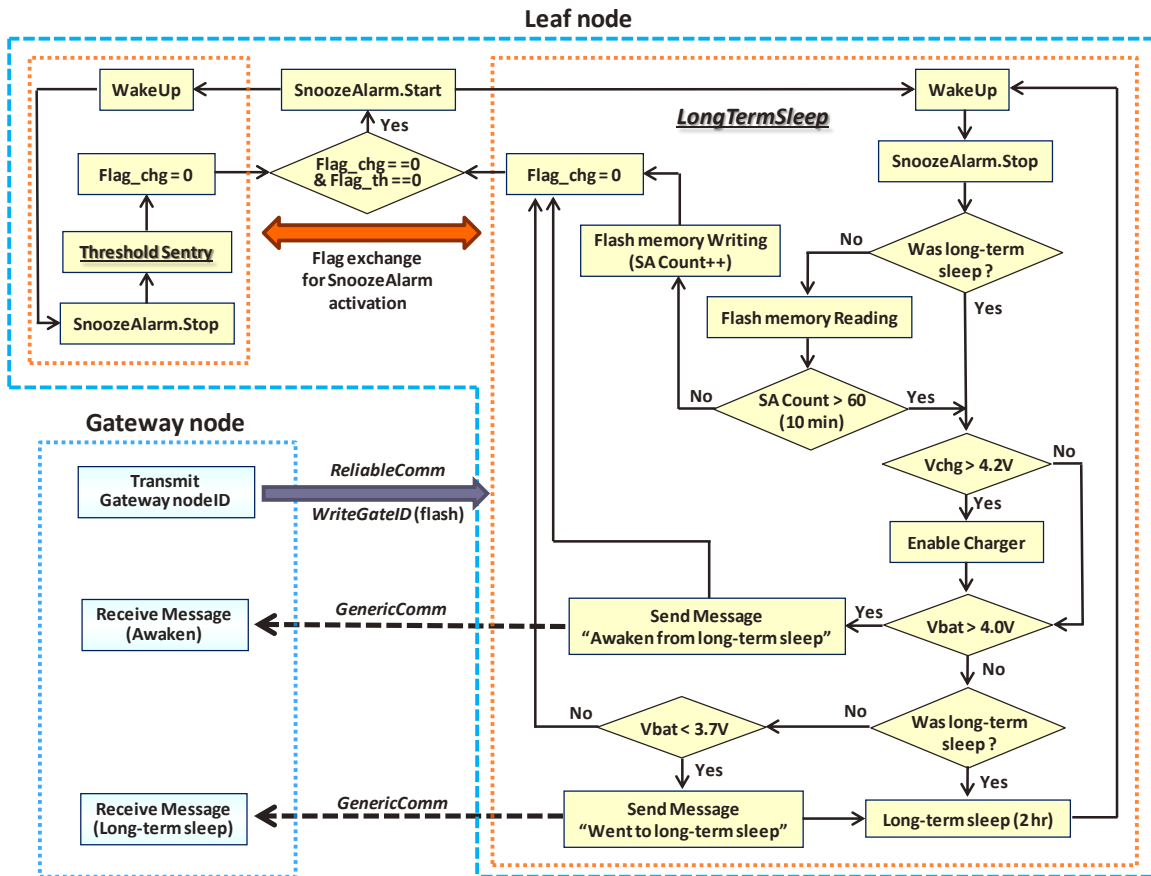 Leaf node
WakeUp
SnoozeAlarm.Start
WakeUp
LongTermSleep
Yes
SnoozeAlarm.Stop
Flag_chg = 0
Flag_chg ==0
& Flag_th ==0
Flag_chg = 0
Threshold Sentry
Flag exchange
for SnoozeAlarm
activation
Flash memory Writing
(SA Count++)
No
Was long-term
sleep ?
Yes
SnoozeAlarm.Stop
Flash memory Reading
No
SA Count > 60
(10 min)
Yes
Gateway node
Transmit
Gateway nodeID
ReliableComm
WriteGateID (flash)
Vchg > 4.2V
No
Yes
Enable Charger
Receive Message
(Awaken)
GenericComm
Send Message
“Awaken from long-term sleep”
Yes
Vbat > 4.0V
No
No
Vbat < 3.7V
No
Was long-term
sleep ?
Yes
Yes
Receive Message
(Long-term sleep)
GenericComm
Send Message
“Went to long-term sleep”
Long-term sleep (2 hr)